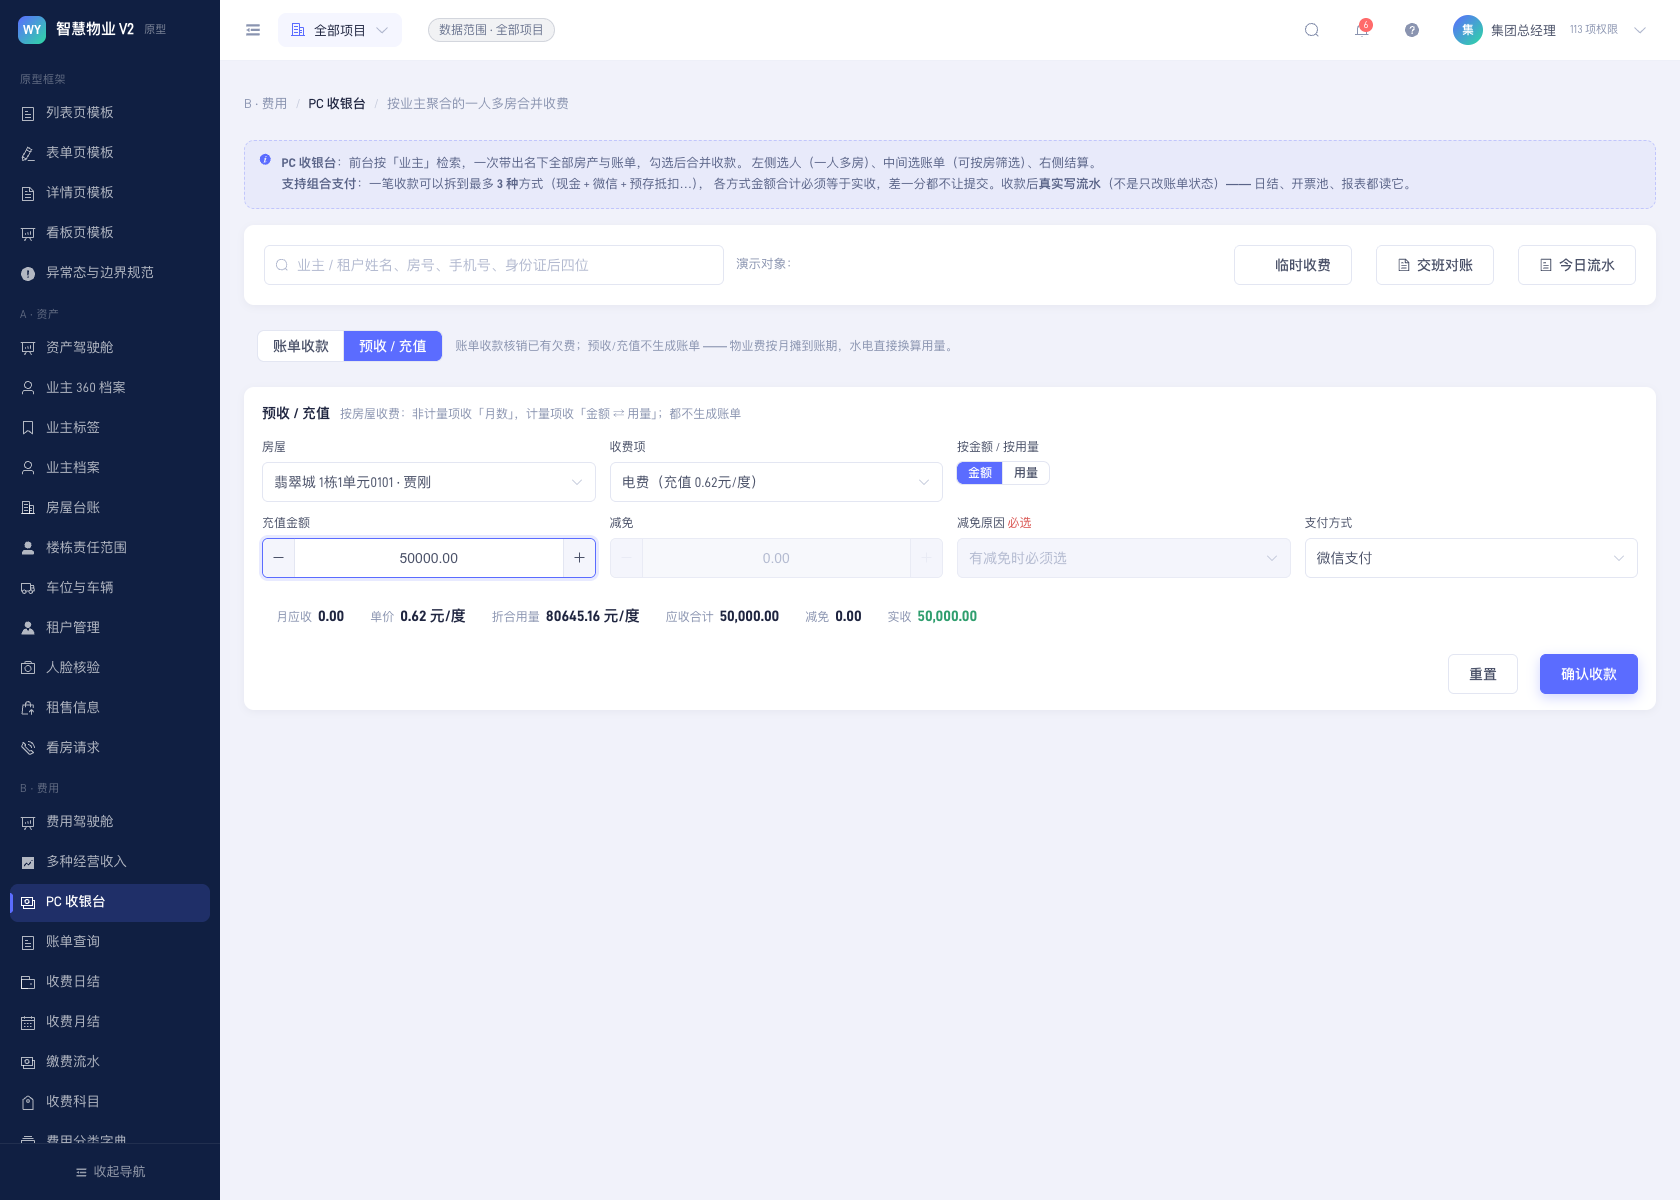 WY 智慧物业 V2 原型
原型框架
列表页模板
表单页模板
详情页模板
看板页模板
异常态与边界规范
A · 资产
资产驾驶舱
业主 360 档案
业主标签
业主档案
房屋台账
楼栋责任范围
车位与车辆
租户管理
人脸核验
租售信息
看房请求
B · 费用
费用驾驶舱
多种经营收入
PC 收银台
账单查询
收费日结
收费月结
缴费流水
收费科目
费用分类字典
收起导航
全部项目
数据范围 · 全部项目
6
集 集团总经理 113 项权限
B · 费用 / PC 收银台 / 按业主聚合的一人多房合并收费
PC 收银台：前台按「业主」检索，一次带出名下全部房产与账单，勾选后合并收款。 左侧选人（一人多房）、中间选账单（可按房筛选）、右侧结算。
支持组合支付：一笔收款可以拆到最多 3 种方式（现金 + 微信 + 预存抵扣…）， 各方式金额合计必须等于实收，差一分都不让提交。收款后真实写流水（不是只改账单状态）—— 日结、开票池、报表都读它。
业主 / 租户姓名、房号、手机号、身份证后四位
演示对象：
临时收费
交班对账
今日流水
账单收款 预收 / 充值 账单收款核销已有欠费；预收/充值不生成账单 —— 物业费按月摊到账期，水电直接换算用量。
预收 / 充值 按房屋收费：非计量项收「月数」，计量项收「金额 ⇌ 用量」；都不生成账单
房屋 收费项 按金额 / 按用量
翡翠城 1栋1单元0101 · 贾刚 电费（充值 0.62元/度） 金额 用量
充值金额 减免 减免原因 必选 支付方式
50000.00 0.00 有减免时必须选 微信支付
月应收 0.00 单价 0.62 元/度 折合用量 80645.16 元/度 应收合计 50,000.00 减免 0.00 实收 50,000.00
重置 确认收款